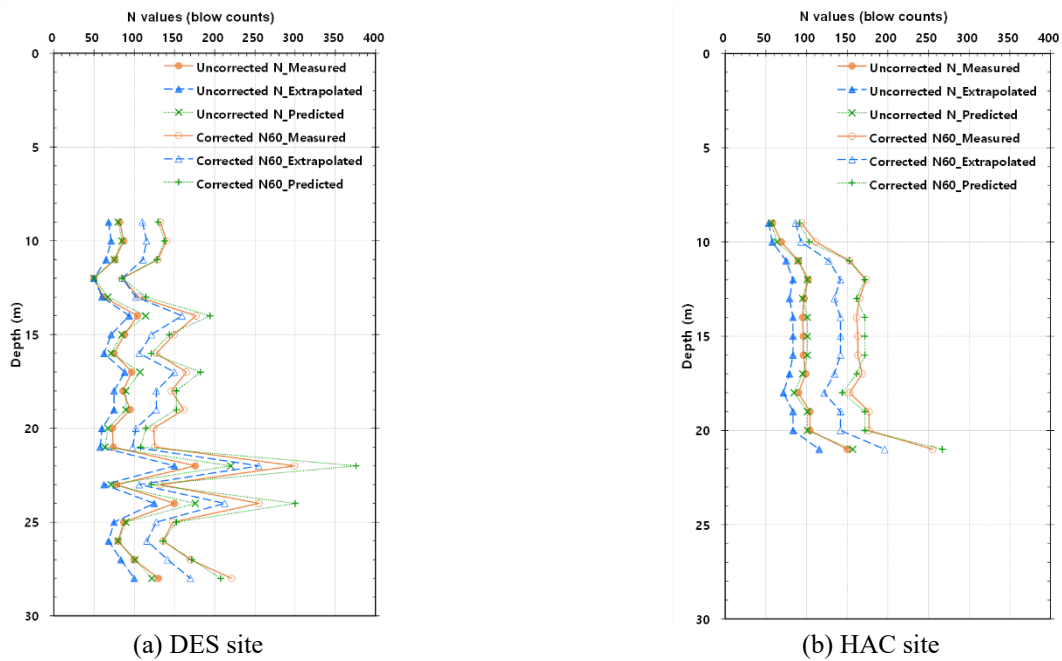 N values (blow counts)
0 50 100 150 200 250 300 350 400
0
5
10
15
20
25
30
Depth (m)
Uncorrected N_Measured
Uncorrected N_Extrapolated
Uncorrected N_Predicted
Corrected N60_Measured
Corrected N60_Extrapolated
Corrected N60_Predicted
(a) DES site
N values (blow counts)
0 50 100 150 200 250 300 350 400
0
5
10
15
20
25
30
Depth (m)
Uncorrected N_Measured
Uncorrected N_Extrapolated
Uncorrected N_Predicted
Corrected N60_Measured
Corrected N60_Extrapolated
Corrected N60_Predicted
(b) HAC site